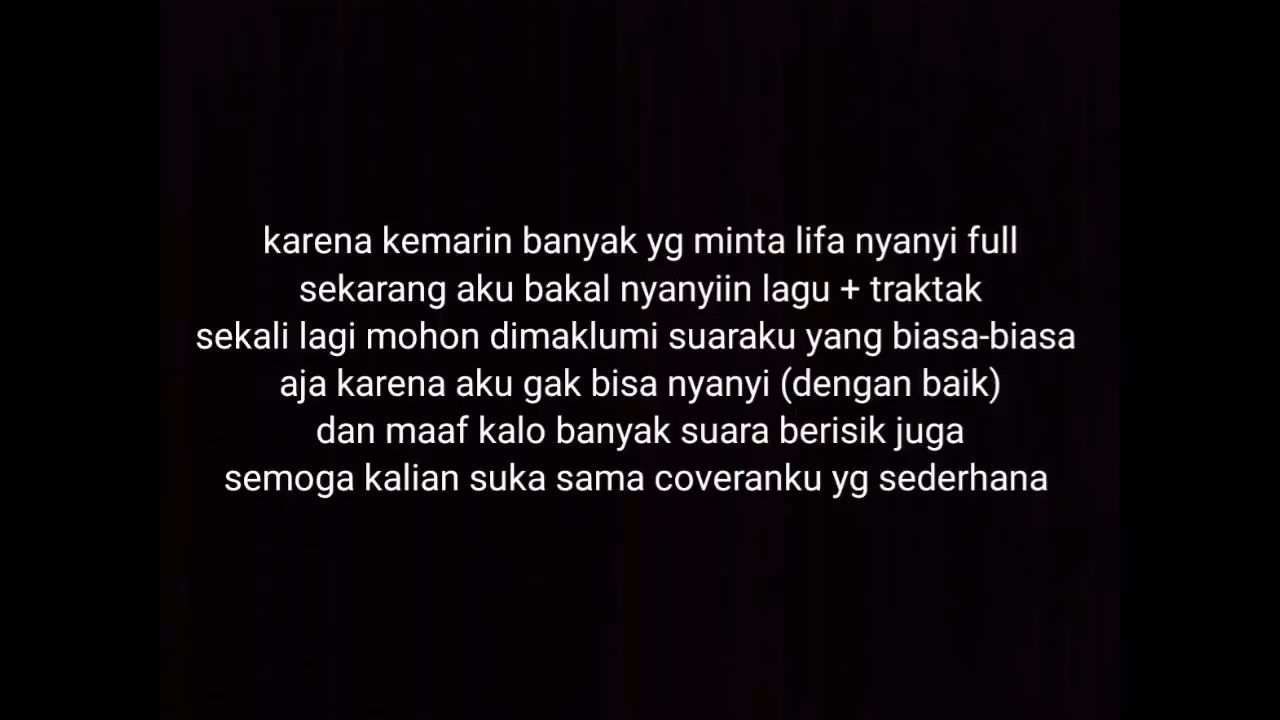 karena kemarin banyak yg minta lifa nyanyi full
sekarang aku bakal nyanyiin lagu + traktak
sekali lagi mohon dimaklumi suaraku yang biasa-biasa
aja karena aku gak bisa nyanyi (dengan baik)
dan maaf kalo banyak suara berisik juga
semoga kalian suka sama coveranku yg sederhana